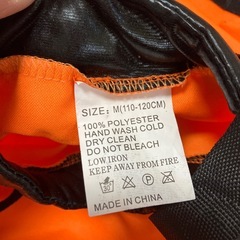 SIZE: M(110-120CM)
100% POLYESTER
HAND WASH COLD
DRY CLEAN
DO NOT BLEACH
LOW IRON
KEEP AWAY FROM FIRE
MADE IN CHINA